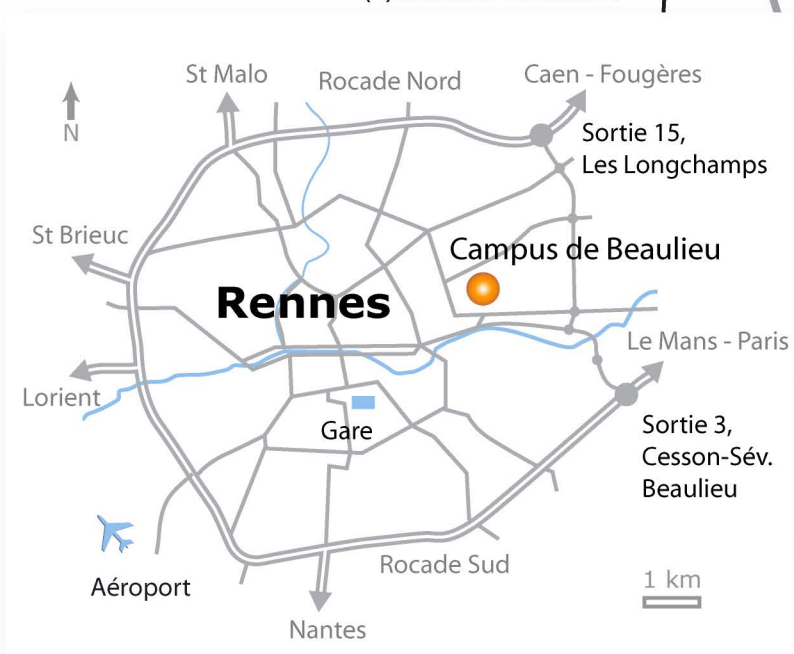 St Malo
Rocade Nord
Caen - Fougères
N
Sortie 15,
Les Longchamps
St Brieuc
Campus de Beaulieu
Rennes
Le Mans - Paris
Lorient
Gare
Sortie 3,
Cesson-Sév.
Beaulieu
Rocade Sud
Aéroport
1 km
Nantes